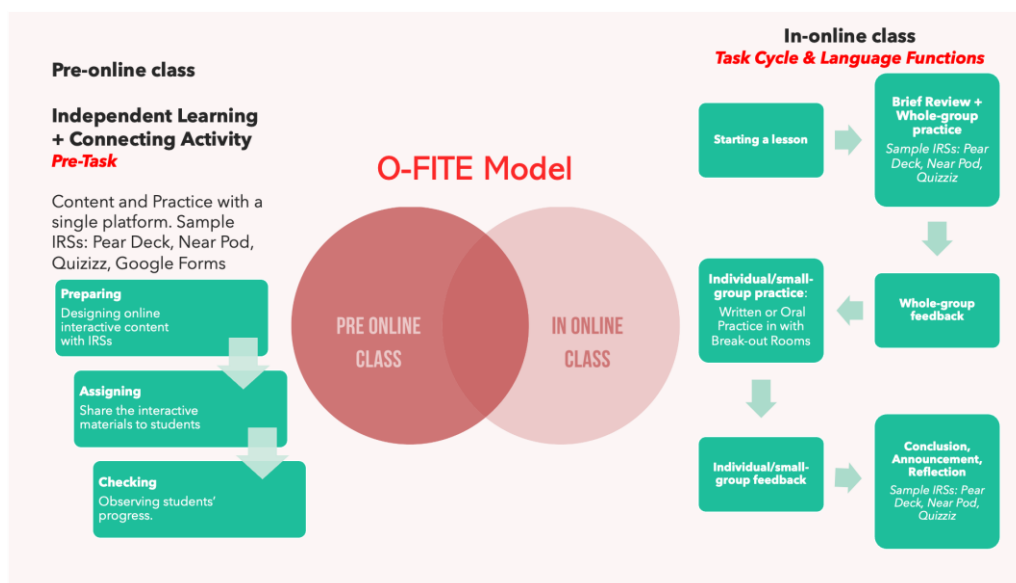 Pre-online class
Independent Learning
+ Connecting Activity
Pre-Task
Content and Practice with a
single platform. Sample
IRSs: Pear Deck, Near Pod,
Quizizz, Google Forms
Preparing
Designing online
interactive content
with IRSs
Assigning
Share the interactive
materials to students
Checking
Observing students'
progress.
O-FITE Model
PRE ONLINE
CLASS
IN ONLINE
CLASS
In-online class
Task Cycle & Language Functions
Starting a lesson
Brief Review +
Whole-group
practice
Sample IRSs: Pear
Deck, Near Pod,
Quizziz
Whole-group
feedback
Individual/small-
group practice:
Written or Oral
Practice in with
Break-out Rooms
Individual/small-
group feedback
Conclusion,
Announcement,
Reflection
Sample IRSs: Pear
Deck, Near Pod,
Quizziz